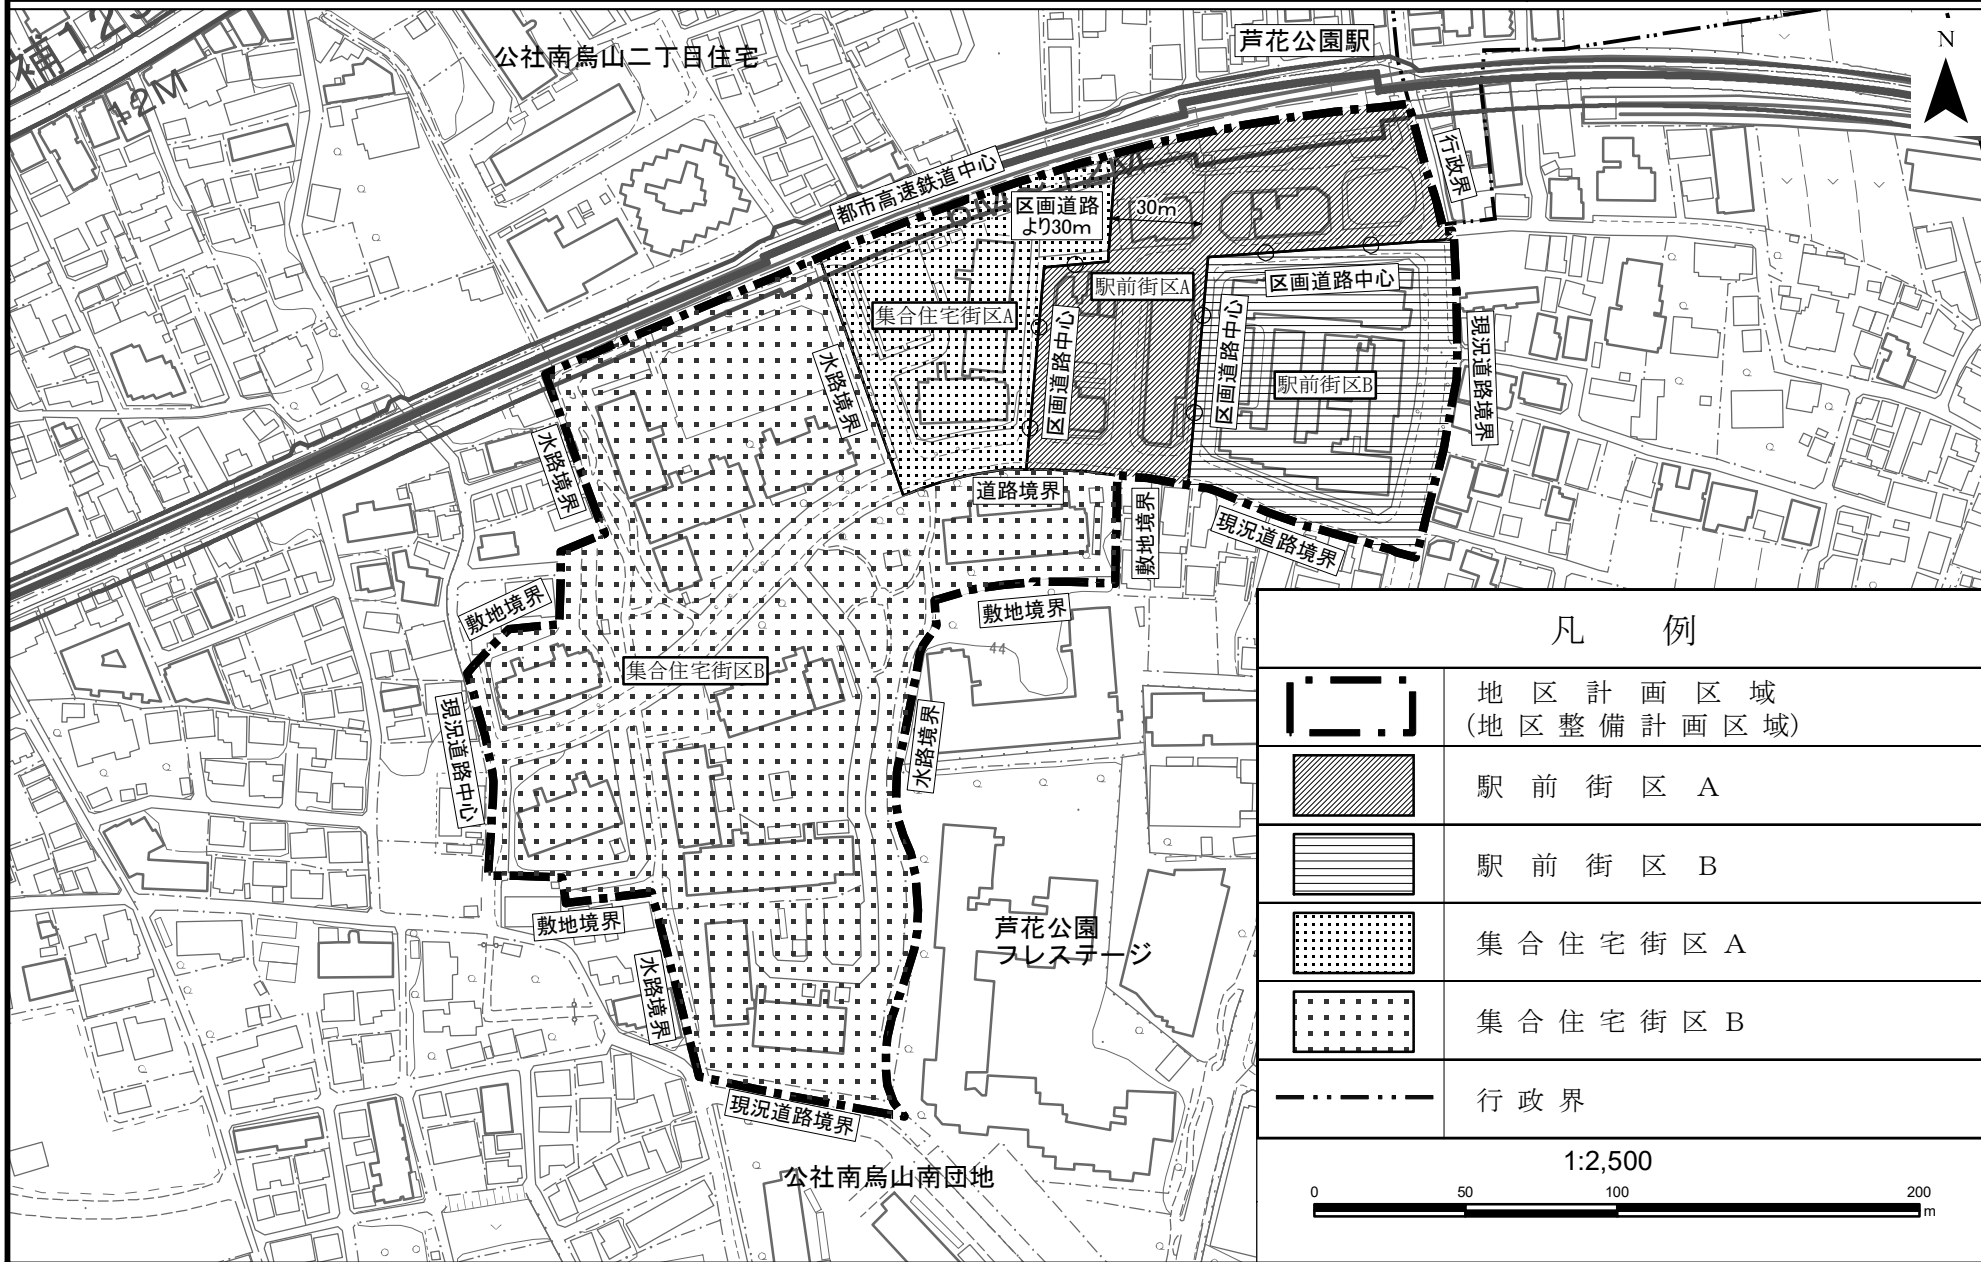 補12
12M
公社南烏山二丁目住宅
芦花公園駅
N
行政界
都市高速鉄道中心
区画道路
より30m
30m
集合住宅街区A
駅前街区A
区画道路中心
区画道路中心
区画道路中心
駅前街区B
現況道路境界
水路境界
水路境界
道路境界
敷地境界
現況道路境界
敷地境界
敷地境界
44
集合住宅街区B
水路境界
現況道路中心
敷地境界
水路境界
芦花公園
フレステージ
現況道路境界
公社南烏山南団地
凡例
地区計画区域
(地区整備計画区域)
駅前街区A
駅前街区B
集合住宅街区A
集合住宅街区B
行政界
1:2,500
0 50 100 200
m